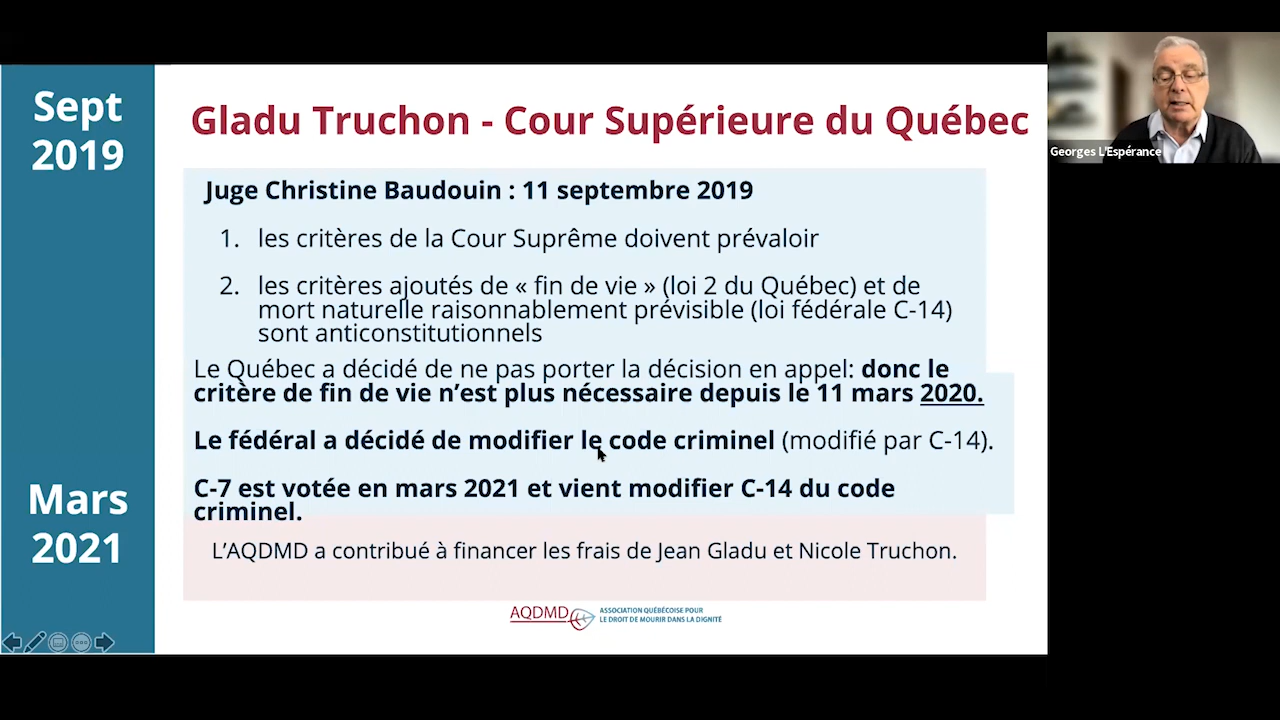 Sept
2019
Gladu Truchon - Cour Supérieure du Québec
Juge Christine Baudouin : 11 septembre 2019
1. les critères de la Cour Suprême doivent prévaloir
2. les critères ajoutés de « fin de vie » (loi 2 du Québec) et de
mort naturelle raisonnablement prévisible (loi fédérale C-14)
sont anticonstitutionnels
Le Québec a décidé de ne pas porter la décision en appel: donc le
critère de fin de vie n’est plus nécessaire depuis le 11 mars 2020.
Le fédéral a décidé de modifier le code criminel (modifié par C-14).
Mars
2021
C-7 est votée en mars 2021 et vient modifier C-14 du code
criminel.
L’AQDMD a contribué à financer les frais de Jean Gladu et Nicole Truchon.
AQDMD
ASSOCIATION QUÉBÉCOISE POUR
LE DROIT DE MOURIR DANS LA DIGNITÉ
Georges L'Espérance